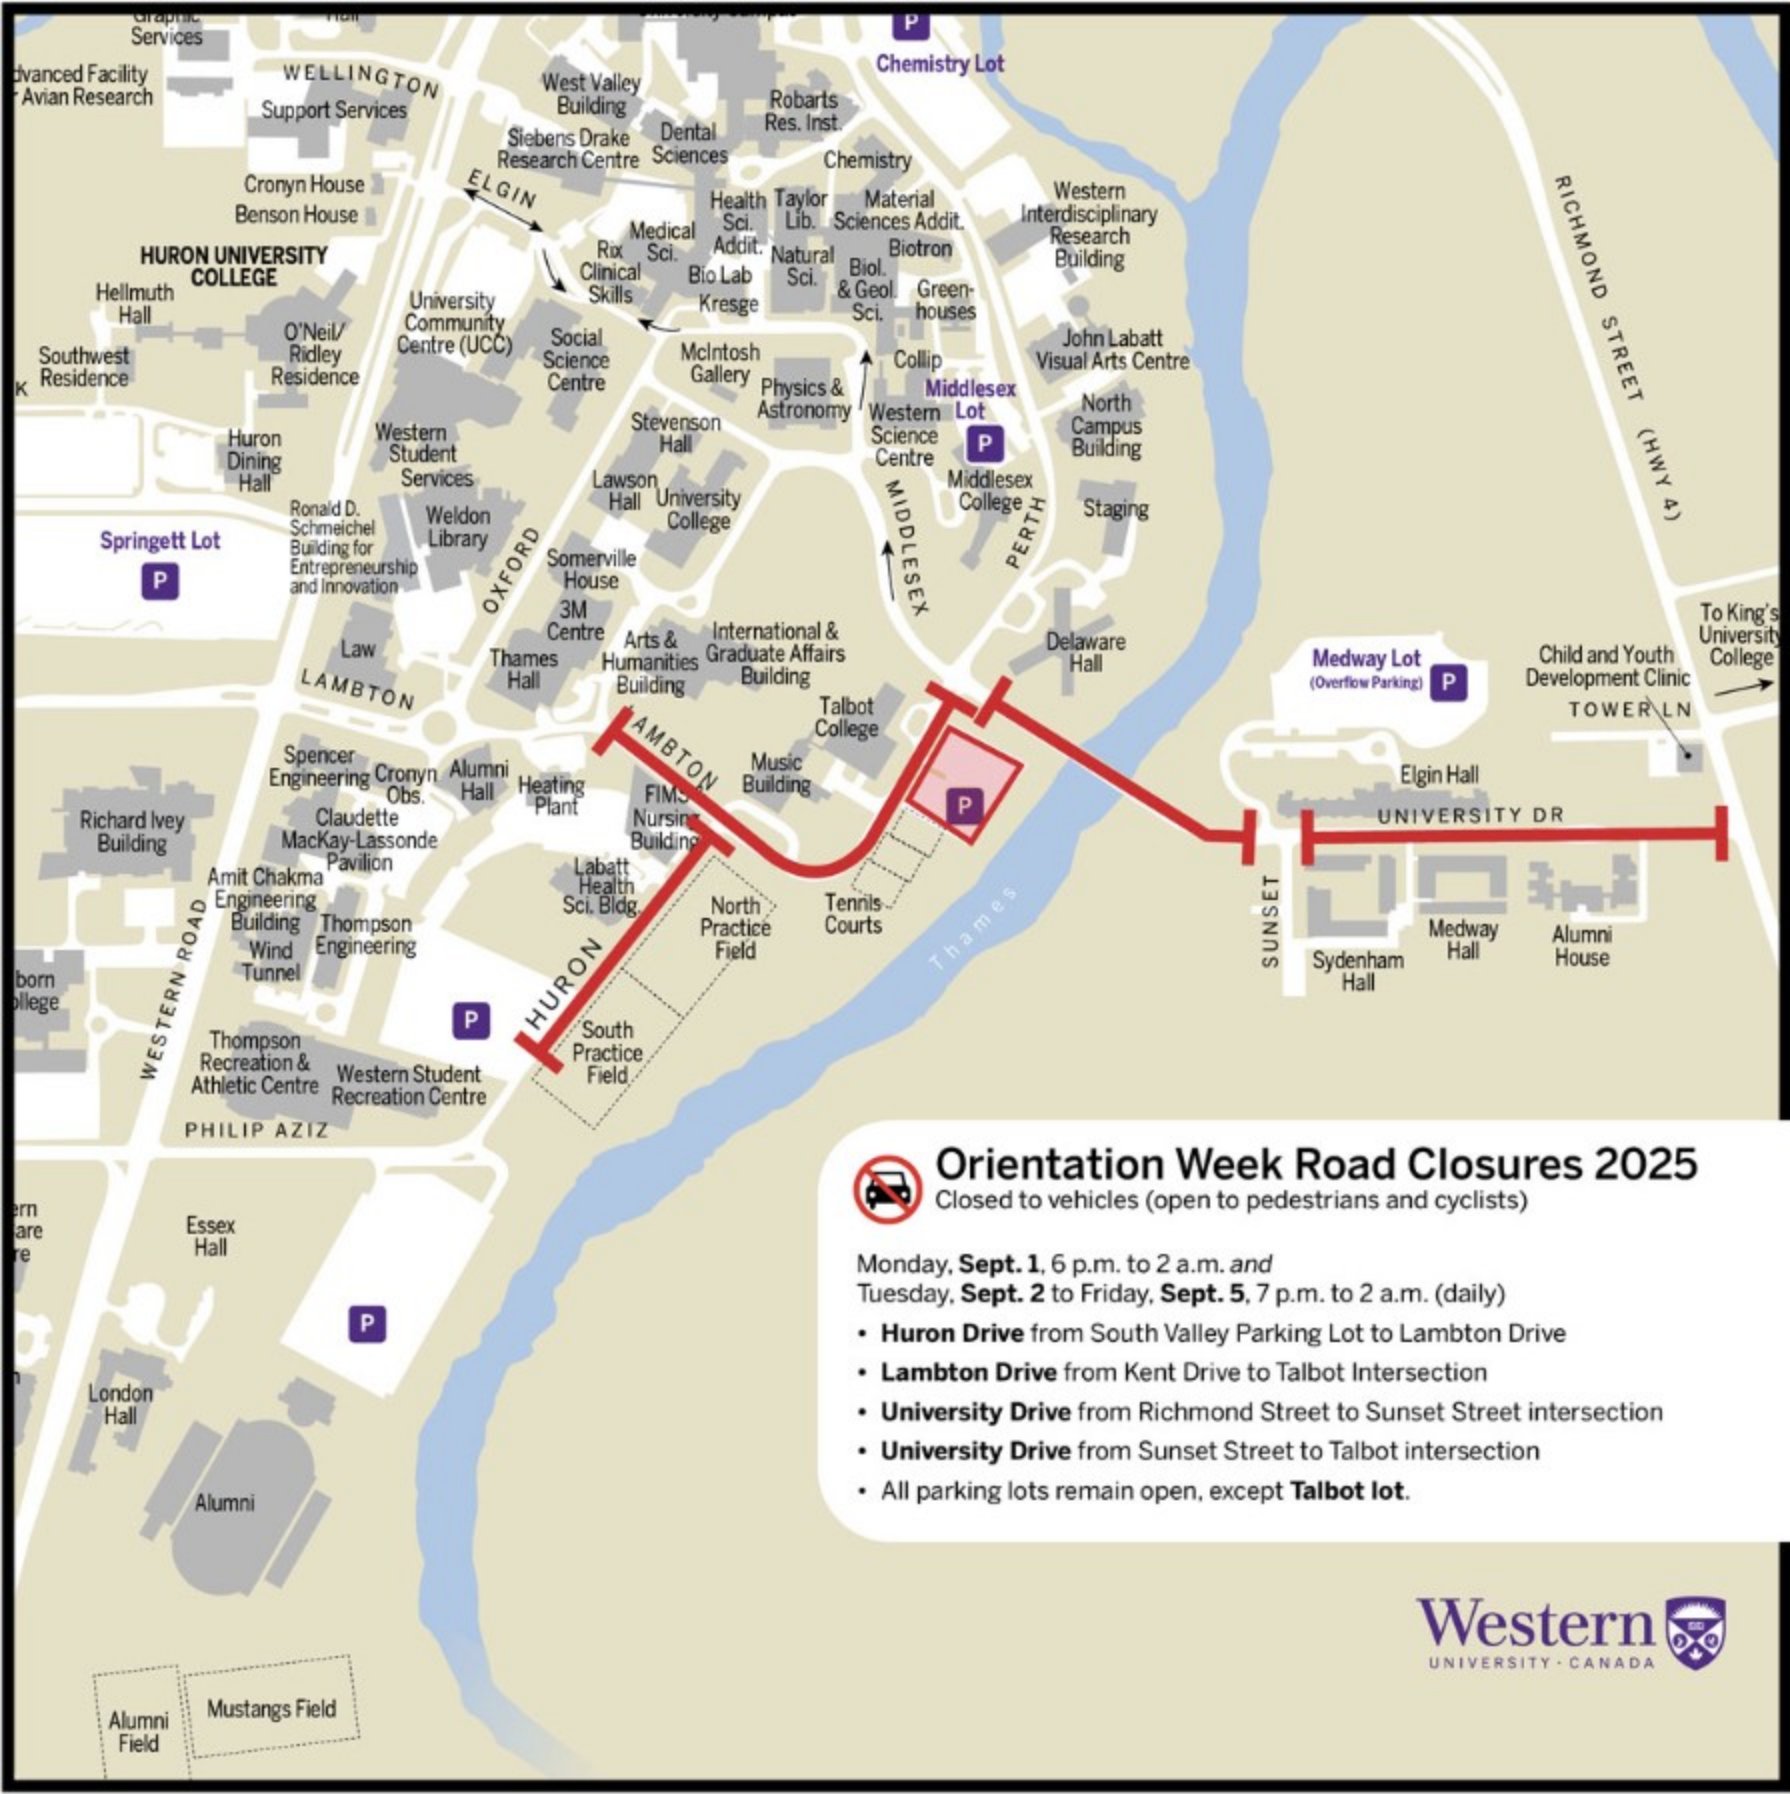 Graphic
Services
Hall
dvanced Facility
Avian Research
WELLINGTON
Support Services
West Valley
Building
Robarts
Res. Inst.
P
Chemistry Lot
Siebens Drake
Research Centre
Dental
Sciences
Chemistry
ELGIN
Cronyn House
Benson House
HURON UNIVERSITY
COLLEGE
Health
Sci.
Addit.
Taylor
Lib.
Material
Sciences Addit.
Western
Interdisciplinary
Research
Building
Medical
Sci.
Biotron
Rix
Clinical
Skills
Bio Lab
Natural
Sci.
Biol.
& Geol.
Sci.
Green-
houses
Kresge
Hellmuth
Hall
University
Community
Centre (UCC)
O'Neil/
Ridley
Residence
Southwest
Residence
K
Social
Science
Centre
McIntosh
Gallery
Physics &
Astronomy
Collip
Middlesex
Lot
P
John Labatt
Visual Arts Centre
Western
Science
Centre
North
Campus
Building
RICHMOND STREET (HWY 4)
Huron
Dining
Hall
Western
Student
Services
Stevenson
Hall
Lawson
Hall
University
College
Middlesex
College
MIDDLESEX
PERTH
Staging
Springett Lot
P
Ronald D.
Schmeichel
Building for
Entrepreneurship
and Innovation
Weldon
Library
OXFORD
Somerville
House
3M
Centre
Law
LAMBTON
Thames
Hall
Arts &
Humanities
Building
International &
Graduate Affairs
Building
Delaware
Hall
Medway Lot
(Overflow Parking)
P
Child and Youth
Development Clinic
TOWER LN
To King's
University
College
Talbot
College
LAMBTON
Music
Building
P
Spencer
Engineering
Cronyn
Obs.
Alumni
Hall
Heating
Plant
FIMS
Nursing
Building
Elgin Hall
UNIVERSITY DR
Richard Ivey
Building
Claudette
MacKay-Lassonde
Pavilion
Amit Chakma
Engineering
Building
Thompson
Engineering
Wind
Tunnel
Labatt
Health
Sci. Bldg.
North
Practice
Field
Tennis
Courts
Thames
SUNSET
Sydenham
Hall
Medway
Hall
Alumni
House
born
ollege
WESTERN ROAD
P
HURON
South
Practice
Field
Thompson
Recreation &
Athletic Centre
Western Student
Recreation Centre
PHILIP AZIZ
ern
are
re
Essex
Hall
P
London
Hall
Alumni
Alumni
Field
Mustangs Field
Orientation Week Road Closures 2025
Closed to vehicles (open to pedestrians and cyclists)
Monday, Sept. 1, 6 p.m. to 2 a.m. and
Tuesday, Sept. 2 to Friday, Sept. 5, 7 p.m. to 2 a.m. (daily)
• Huron Drive from South Valley Parking Lot to Lambton Drive
• Lambton Drive from Kent Drive to Talbot Intersection
• University Drive from Richmond Street to Sunset Street intersection
• University Drive from Sunset Street to Talbot intersection
• All parking lots remain open, except Talbot lot.
Western
UNIVERSITY · CANADA